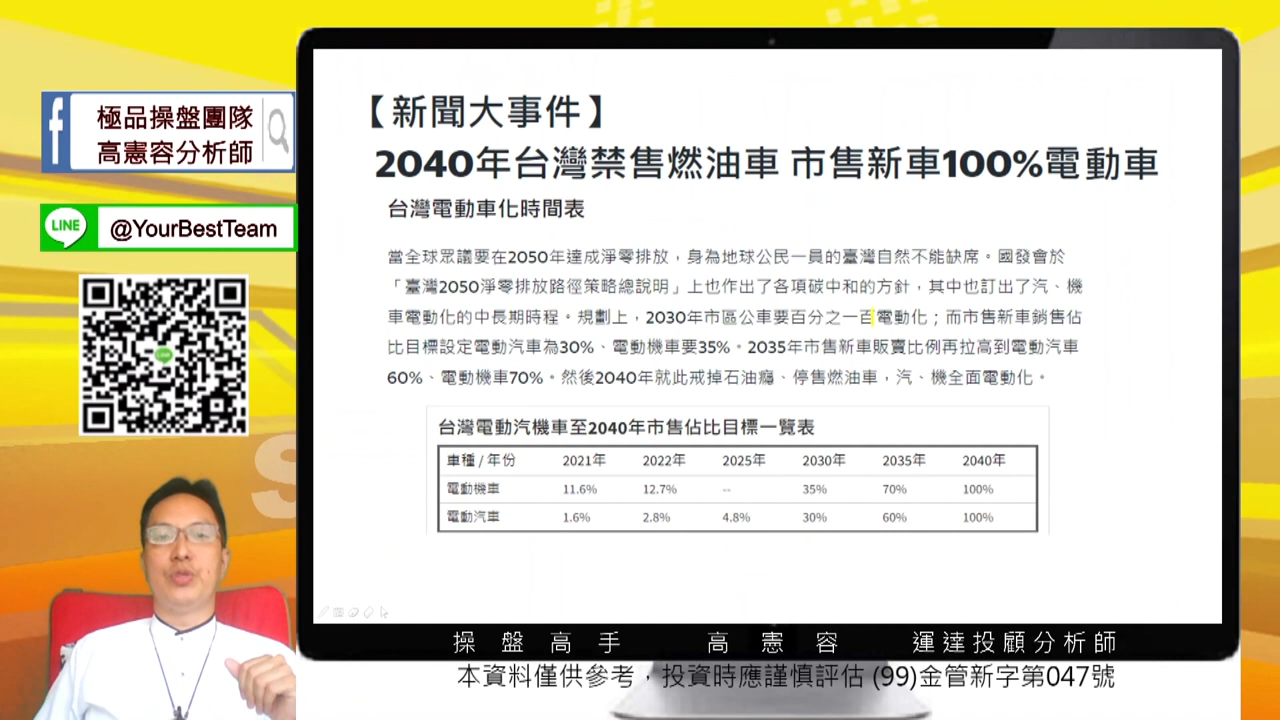 極品操盤團隊
高憲容分析師
LINE
@YourBestTeam
【新聞大事件】
2040年台灣禁售燃油車 市售新車100%電動車
台灣電動車化時間表
當全球眾議要在2050年達成淨零排放，身為地球公民一員的臺灣自然不能缺席。國發會於
「臺灣2050淨零排放路徑策略總說明」上也作出了各項碳中和的方針，其中也訂出了汽、機
車電動化的中長期時程。規劃上，2030年市區公車要百分之一百電動化；而市售新車銷售佔
比目標設定電動汽車為30%、電動機車要35%。2035年市售新車販賣比例再拉高到電動汽車
60%、電動機車70%。然後2040年就此戒掉石油癮、停售燃油車，汽、機全面電動化。
台灣電動汽機車至2040年市售佔比目標一覽表
車種 / 年份 2021年 2022年 2025年 2030年 2035年 2040年
電動機車 11.6% 12.7% -- 35% 70% 100%
電動汽車 1.6% 2.8% 4.8% 30% 60% 100%
操盤高手 高憲容 運達投顧分析師
本資料僅供參考，投資時應謹慎評估 (99)金管新字第047號